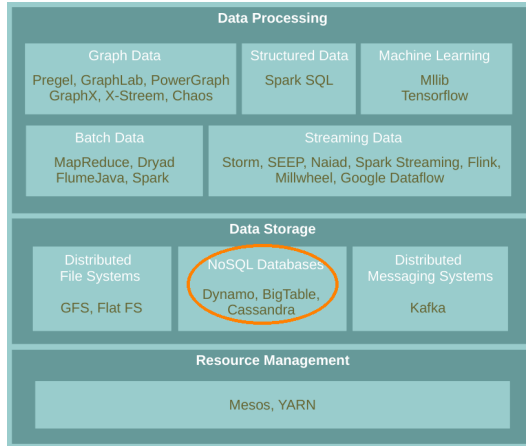 Data Processing
Graph Data
Pregel, GraphLab, PowerGraph
GraphX, X-Streem, Chaos
Structured Data
Spark SQL
Machine Learning
Mllib
Tensorflow
Batch Data
MapReduce, Dryad
FlumeJava, Spark
Streaming Data
Storm, SEEP, Naiad, Spark Streaming, Flink,
Millwheel, Google Dataflow
Data Storage
Distributed
File Systems
GFS, Flat FS
NoSQL Databases
Dynamo, BigTable,
Cassandra
Distributed
Messaging Systems
Kafka
Resource Management
Mesos, YARN